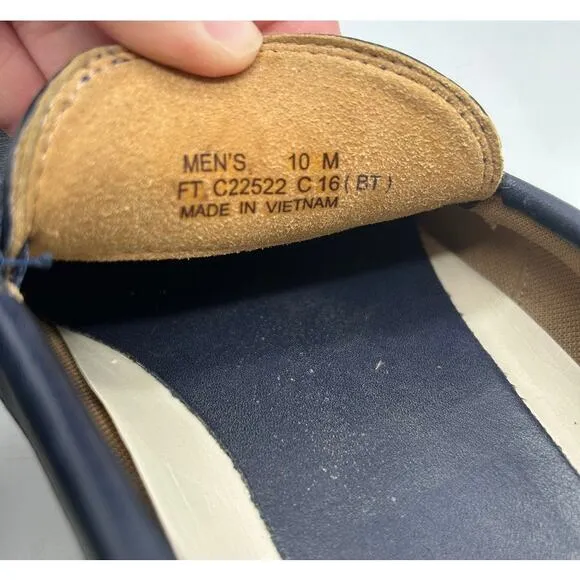 MEN'S 10 M
FT C22522 C 16 ( BT )
MADE IN VIETNAM